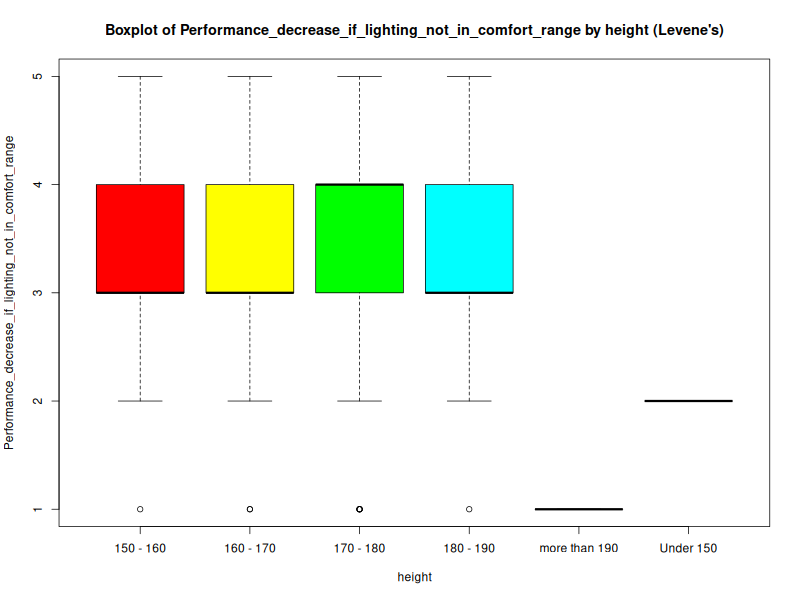 Boxplot of Performance_decrease_if_lighting_not_in_comfort_range by height (Levene's)
Performance_decrease_if_lighting_not_in_comfort_range
5
4
3
2
1
150 - 160
160 - 170
170 - 180
180 - 190
more than 190
Under 150
height